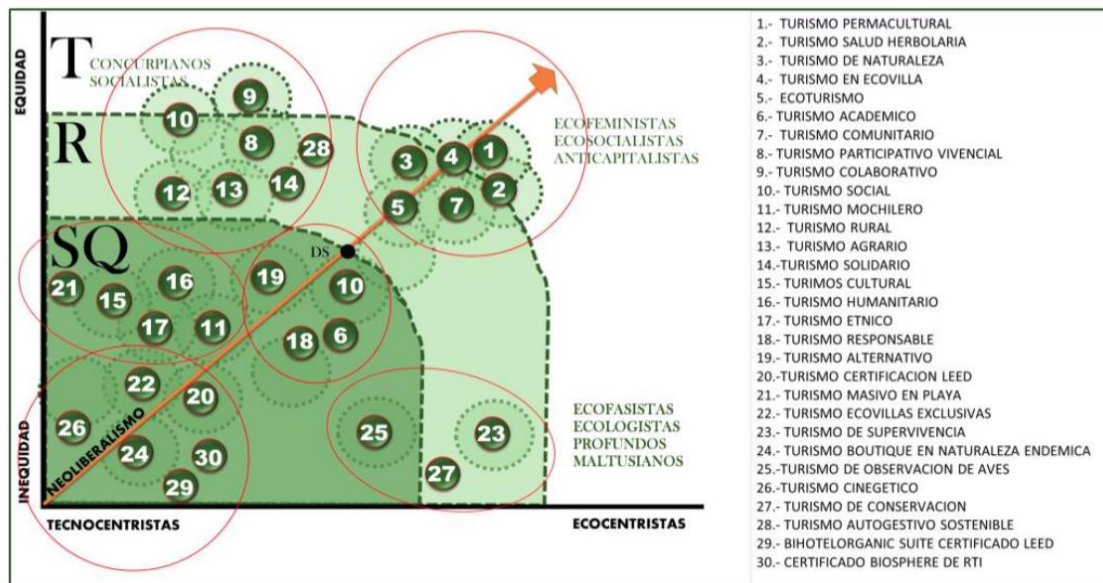 EQUIDAD
INEQUIDAD
T
CONCURPIANOS
SOCIALISTAS
R
SQ
DS
NEOLIBERALISMO
TECNOCENTRISTAS
ECOCENTRISTAS
ECOFEMINISTAS
ECOSOCIALISTAS
ANTICAPITALISTAS
ECOFASISTAS
ECOLOGISTAS
PROFUNDOS
MALTUSIANOS
9
10
8
28
3
4
1
12
13
14
5
7
2
21
15
16
19
10
17
11
18
6
22
20
26
24
30
29
25
23
27
1.- TURISMO PERMACULTURAL
2.- TURISMO SALUD HERBOLARIA
3.- TURISMO DE NATURALEZA
4.- TURISMO EN ECOVILLA
5.- ECOTURISMO
6.- TURISMO ACADEMICO
7.- TURISMO COMUNITARIO
8.- TURISMO PARTICIPATIVO VIVENCIAL
9.- TURISMO COLABORATIVO
10.- TURISMO SOCIAL
11.- TURISMO MOCHILERO
12.- TURISMO RURAL
13.- TURISMO AGRARIO
14.- TURISMO SOLIDARIO
15.- TURIMOS CULTURAL
16.- TURISMO HUMANITARIO
17.- TURISMO ETNICO
18.- TURISMO RESPONSABLE
19.- TURISMO ALTERNATIVO
20.-TURISMO CERTIFICACION LEED
21.- TURISMO MASIVO EN PLAYA
22.- TURISMO ECOVILLAS EXCLUSIVAS
23.- TURISMO DE SUPERVIVENCIA
24.- TURISMO BOUTIQUE EN NATURALEZA ENDEMICA
25.-TURISMO DE OBSERVACION DE AVES
26.- TURISMO CINEGETICO
27.- TURISMO DE CONSERVACION
28.- TURISMO AUTOGESTIVO SOSTENIBLE
29.- BIHOTELORGANIC SUITE CERTIFICADO LEED
30.- CERTIFICADO BIOSPHERE DE RTI